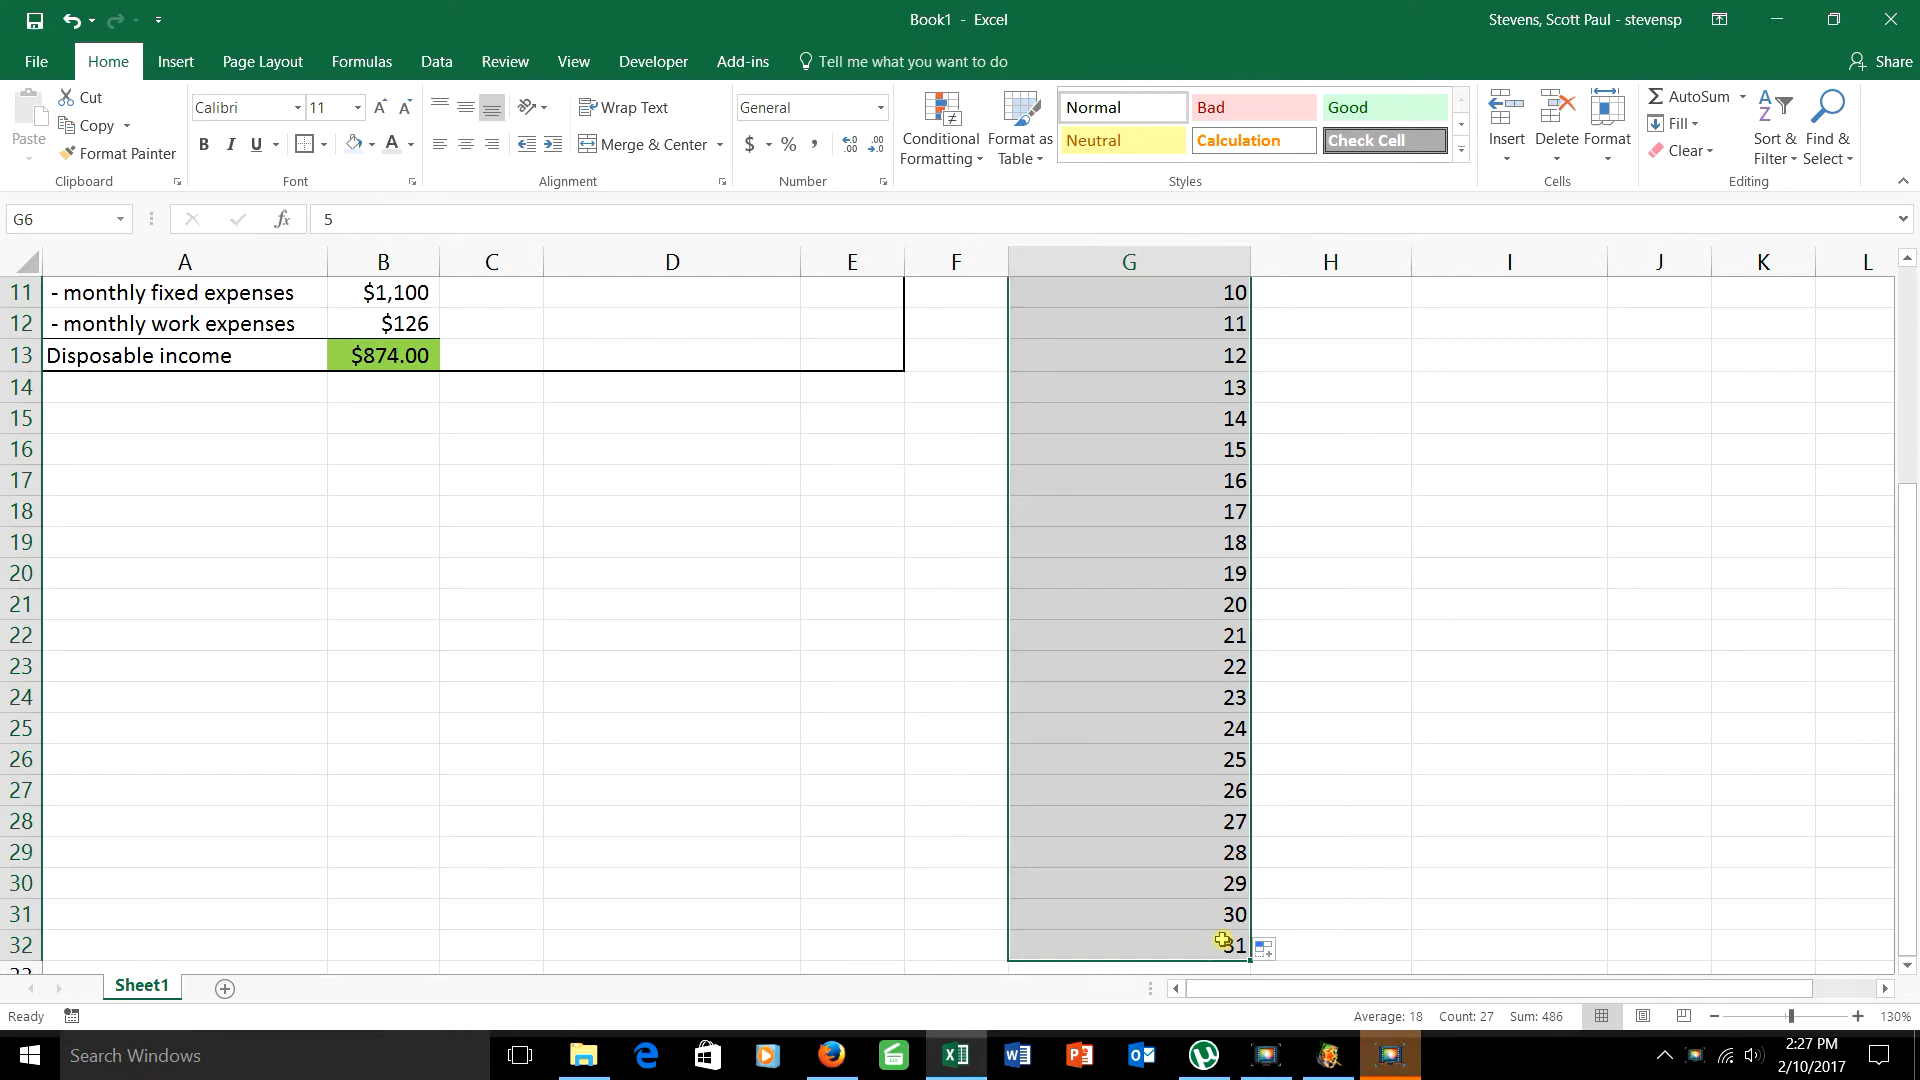 Book1 - Excel
Stevens, Scott Paul - stevensp
File Home Insert Page Layout Formulas Data Review View Developer Add-ins Tell me what you want to do Share
Paste
Cut
Copy
Format Painter
Clipboard
Calibri 11
B I U A
Font
Wrap Text
Merge & Center
Alignment
General
$ % ,
Number
Conditional Formatting
Format as Table
Normal Bad Good
Neutral Calculation Check Cell
Styles
Insert Delete Format
Cells
AutoSum
Fill
Clear
Sort & Filter
Find & Select
Editing
G6 fx 5
A B C D E F G H I J K L
11 - monthly fixed expenses $1,100 10
12 - monthly work expenses $126 11
13 Disposable income $874.00 12
14 13
15 14
16 15
17 16
18 17
19 18
20 19
21 20
22 21
23 22
24 23
25 24
26 25
27 26
28 27
29 28
30 29
31 30
32 31
Sheet1
Ready Average: 18 Count: 27 Sum: 486 130%
Search Windows
2:27 PM
2/10/2017